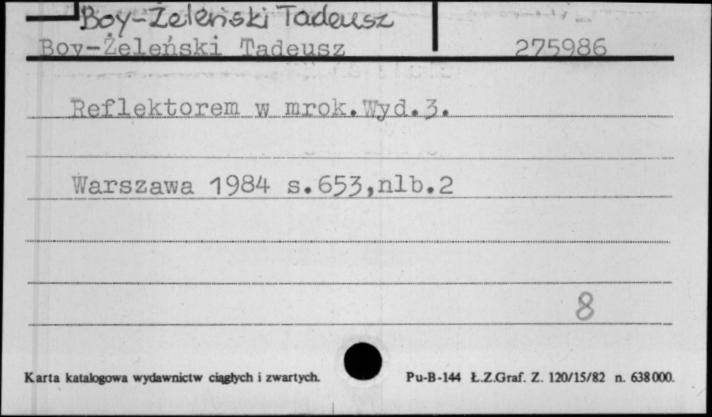 Boy-Żeleński Tadeusz
Boy-Żeleński Tadeusz 275986
Reflektorem w mrok.Wyd.3.
Warszawa 1984 s.653,nlb.2
8
Karta katalogowa wydawnictw ciągłych i zwartych. Pu-B-144 Ł.Z.Graf. Z. 120/15/82 n. 638000.